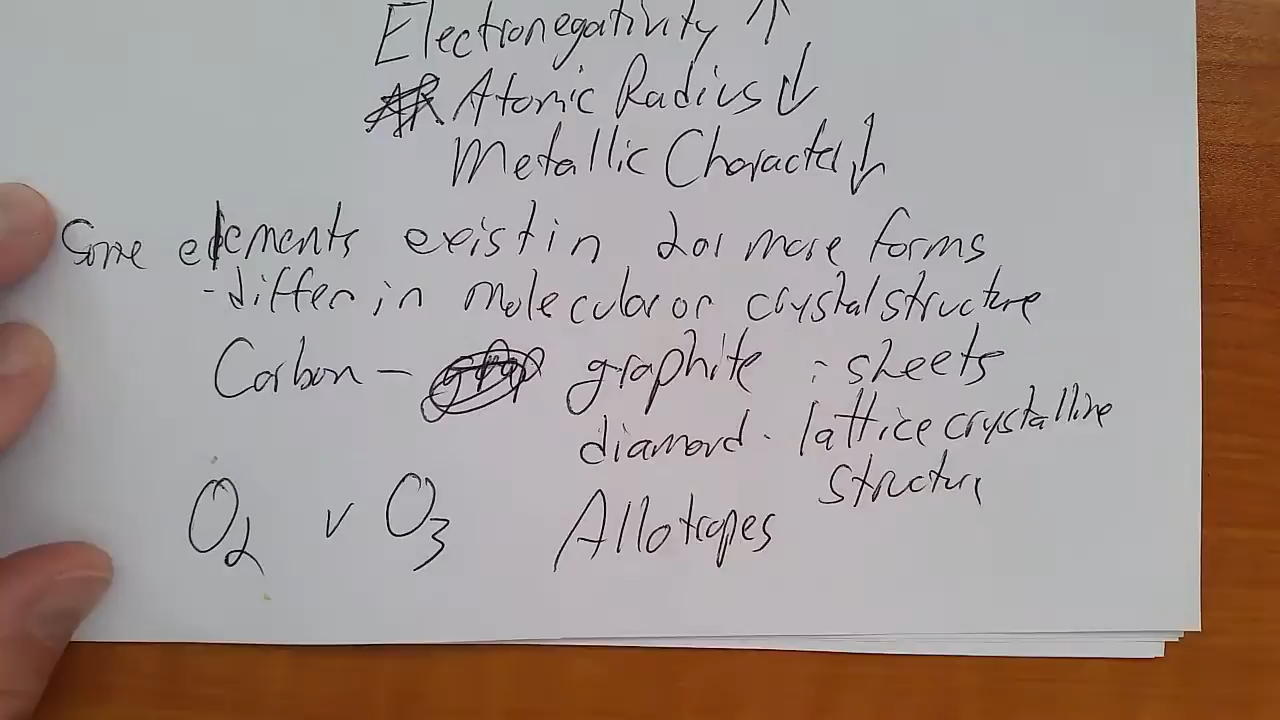 Electronegativity ↑
Atomic Radius ↓
Metallic Character ↓
Some elements exist in 2 or more forms
- differ in molecular or crystal structure
Carbon - graphite : sheets
diamond - lattice crystalline
structure
O2 v O3 Allotropes